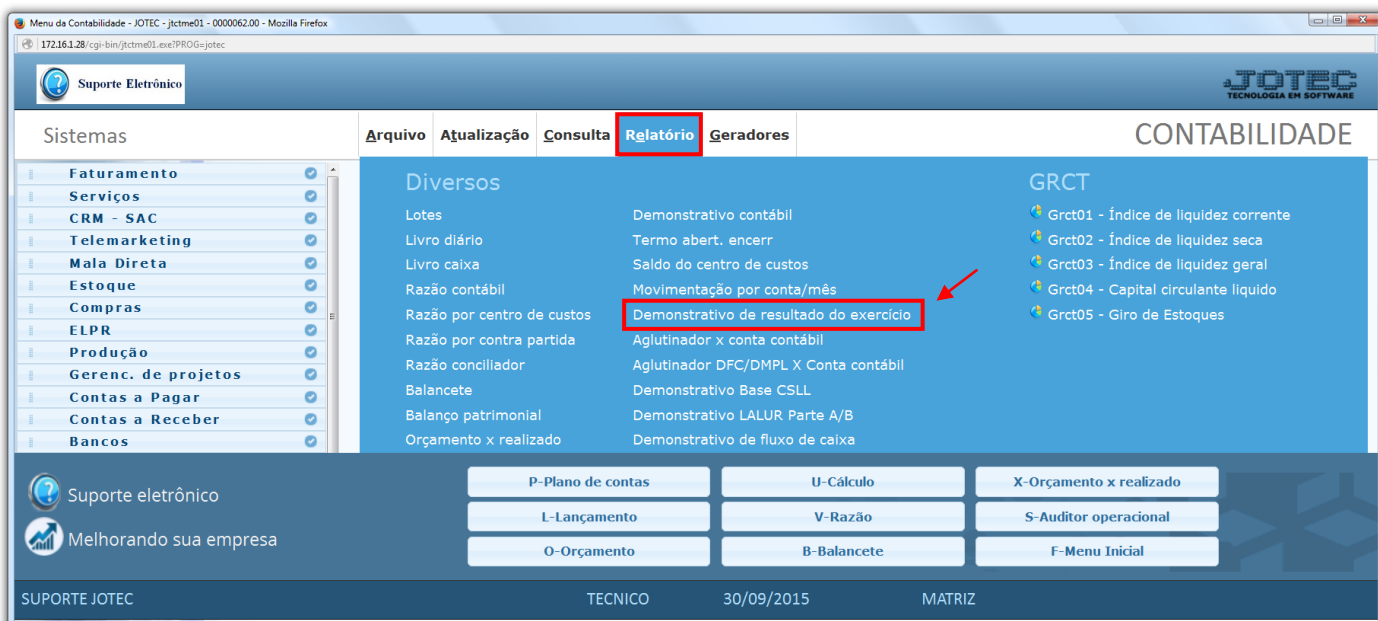 Menu da Contabilidade - JOTEC - jtctme01 - 0000062.00 - Mozilla Firefox
172.16.1.28/cgi-bin/jtctme01.exe?PROG=jotec
Suporte Eletrônico
JOTEC
TECNOLOGIA EM SOFTWARE
Sistemas
Arquivo Atualização Consulta Relatório Geradores
CONTABILIDADE
Faturamento
Serviços
CRM - SAC
Telemarketing
Mala Direta
Estoque
Compras
ELPR
Produção
Gerenc. de projetos
Contas a Pagar
Contas a Receber
Bancos
Diversos
Lotes
Livro diário
Livro caixa
Razão contábil
Razão por centro de custos
Razão por contra partida
Razão conciliador
Balancete
Balanço patrimonial
Orçamento x realizado
Demonstrativo contábil
Termo abert. encerr
Saldo do centro de custos
Movimentação por conta/mês
Demonstrativo de resultado do exercício
Aglutinador x conta contábil
Aglutinador DFC/DMPL X Conta contábil
Demonstrativo Base CSLL
Demonstrativo LALUR Parte A/B
Demonstrativo de fluxo de caixa
GRCT
Grct01 - Índice de liquidez corrente
Grct02 - Índice de liquidez seca
Grct03 - Índice de liquidez geral
Grct04 - Capital circulante liquido
Grct05 - Giro de Estoques
Suporte eletrônico
Melhorando sua empresa
P-Plano de contas
U-Cálculo
X-Orçamento x realizado
L-Lançamento
V-Razão
S-Auditor operacional
O-Orçamento
B-Balancete
F-Menu Inicial
SUPORTE JOTEC TECNICO 30/09/2015 MATRIZ